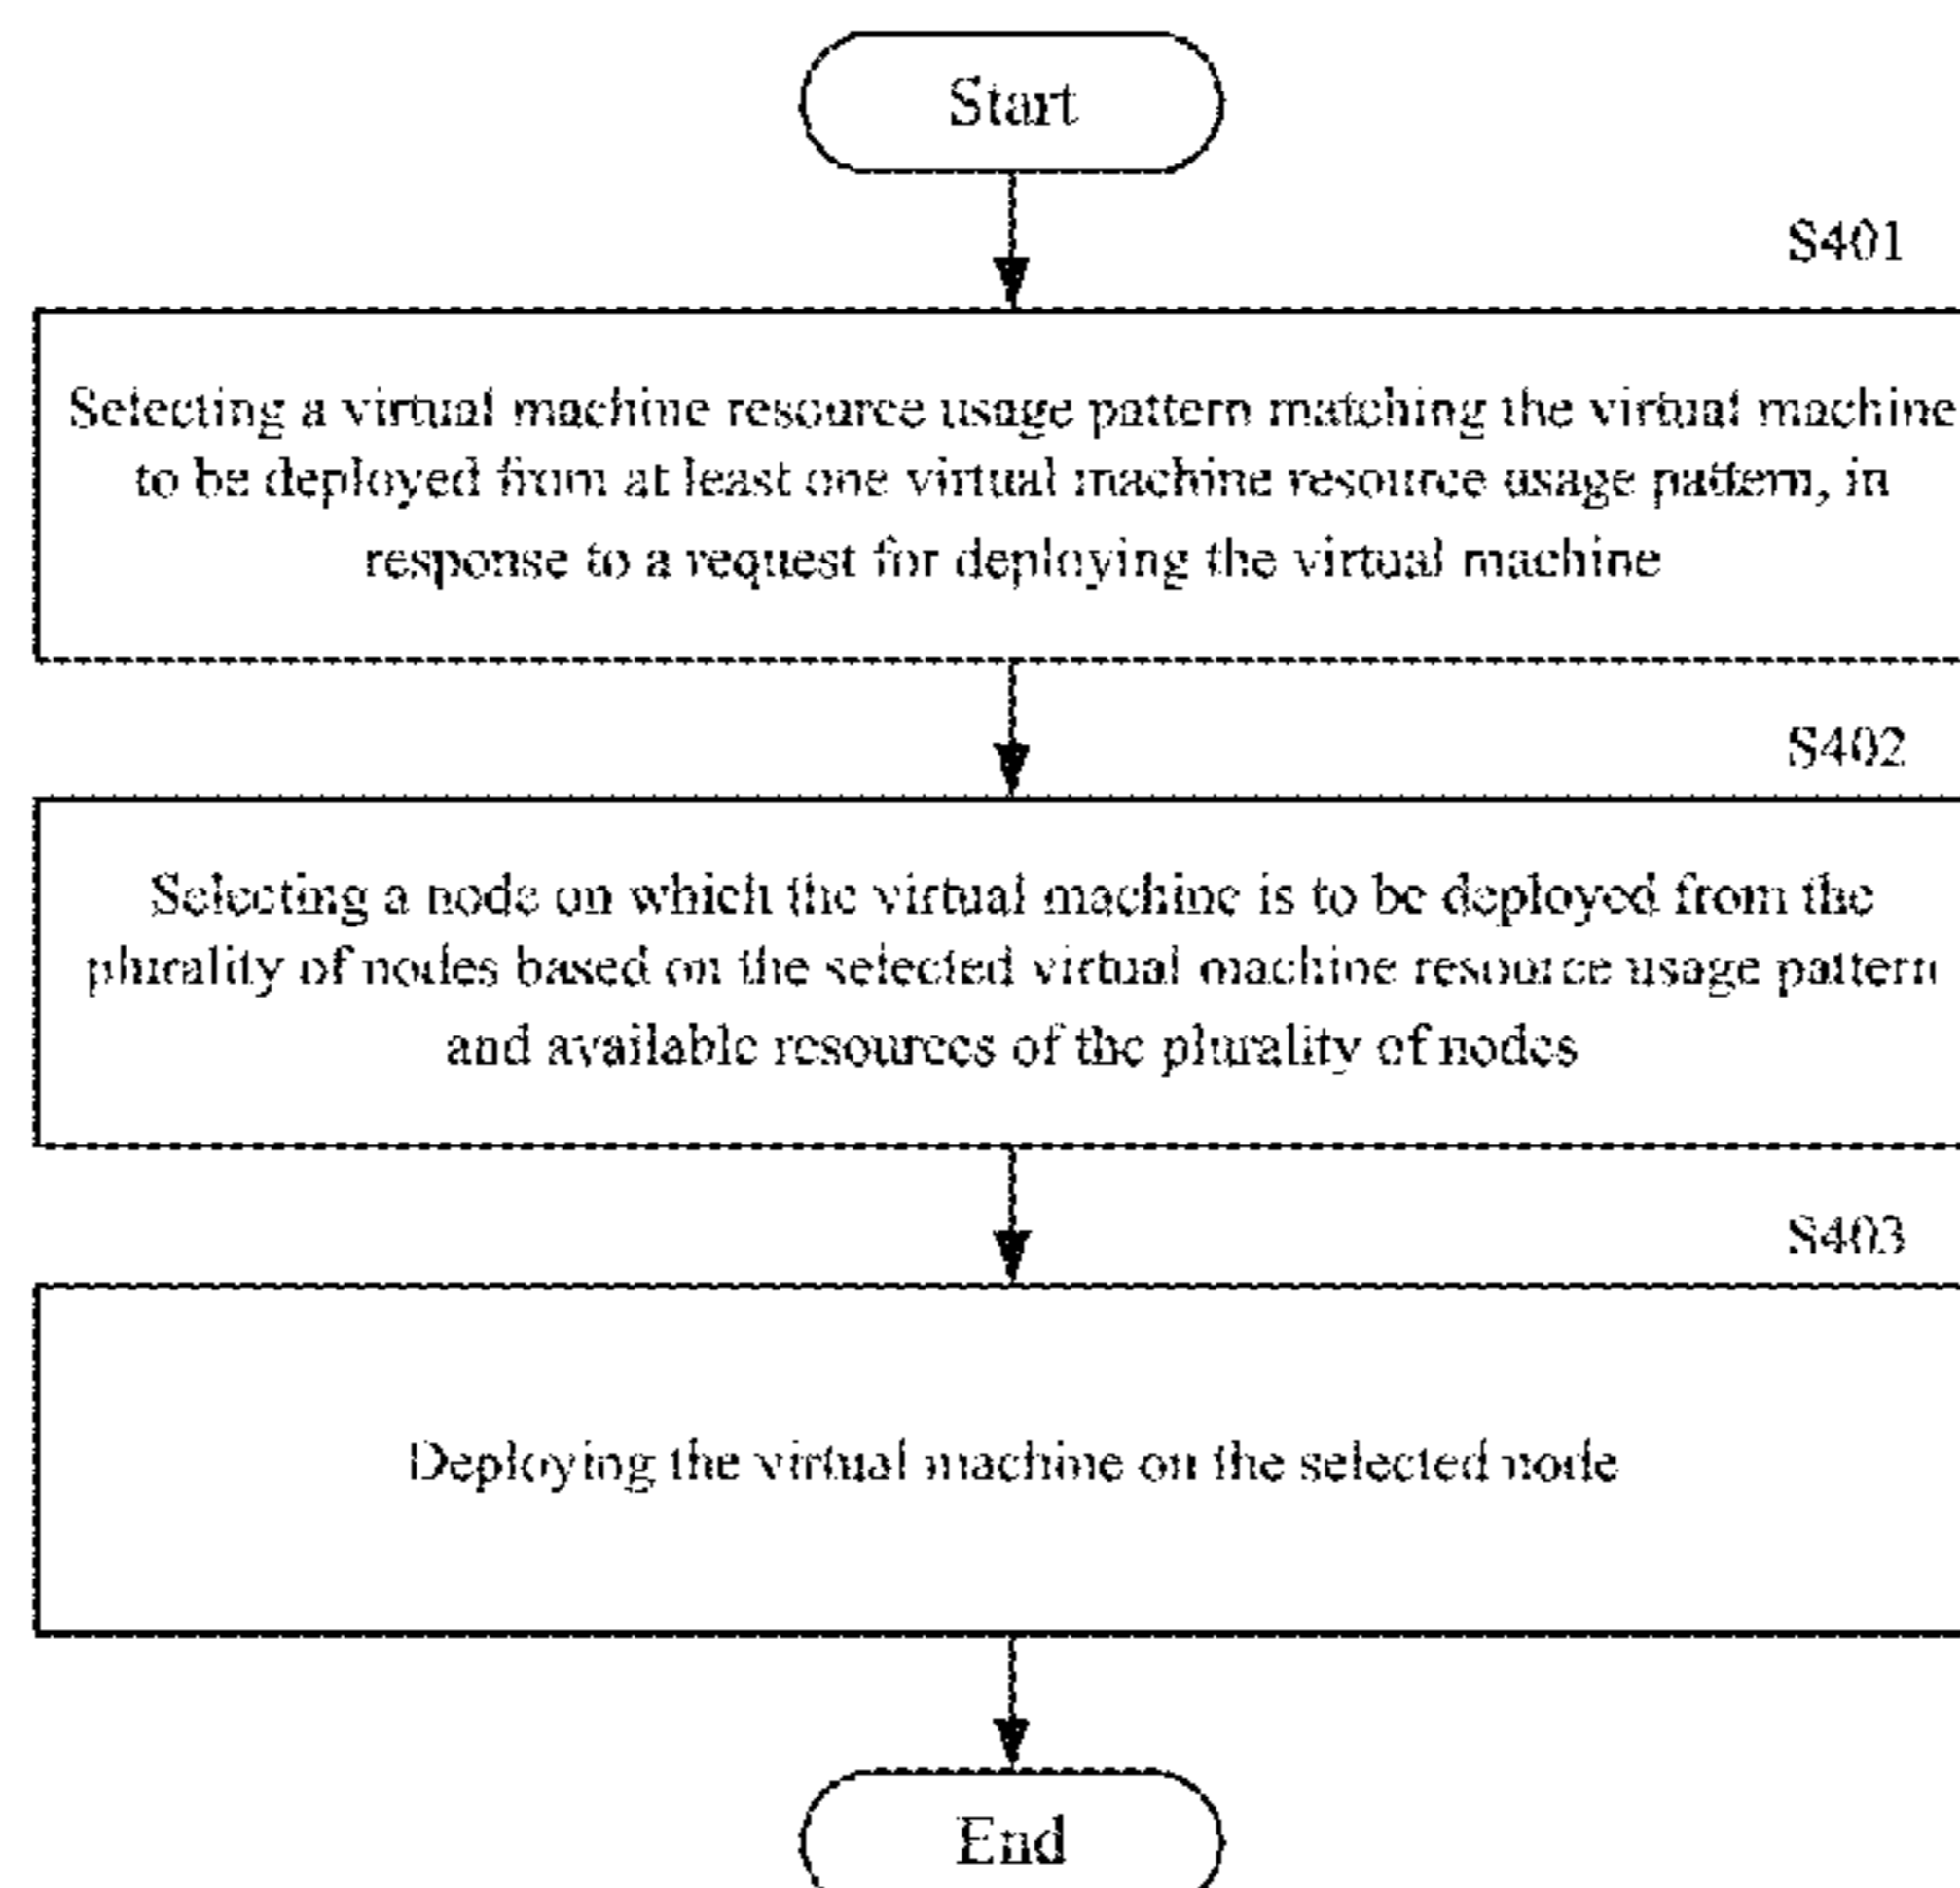 Start
S401
Selecting a virtual machine resource usage pattern matching the virtual machine
to be deployed from at least one virtual machine resource usage pattern, in
response to a request for deploying the virtual machine
S402
Selecting a node on which the virtual machine is to be deployed from the
plurality of nodes based on the selected virtual machine resource usage pattern
and available resources of the plurality of nodes
S403
Deploying the virtual machine on the selected node
End